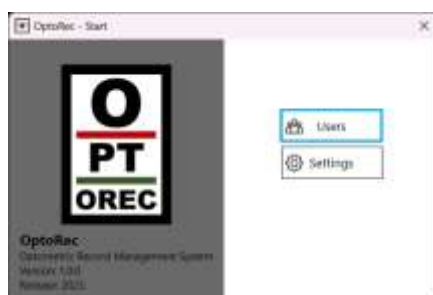 OptoRec - Start
O
PT
OREC
Users
Settings
OptoRec
Optometric Record Management System
Version: 1.0.0
Release: 2025